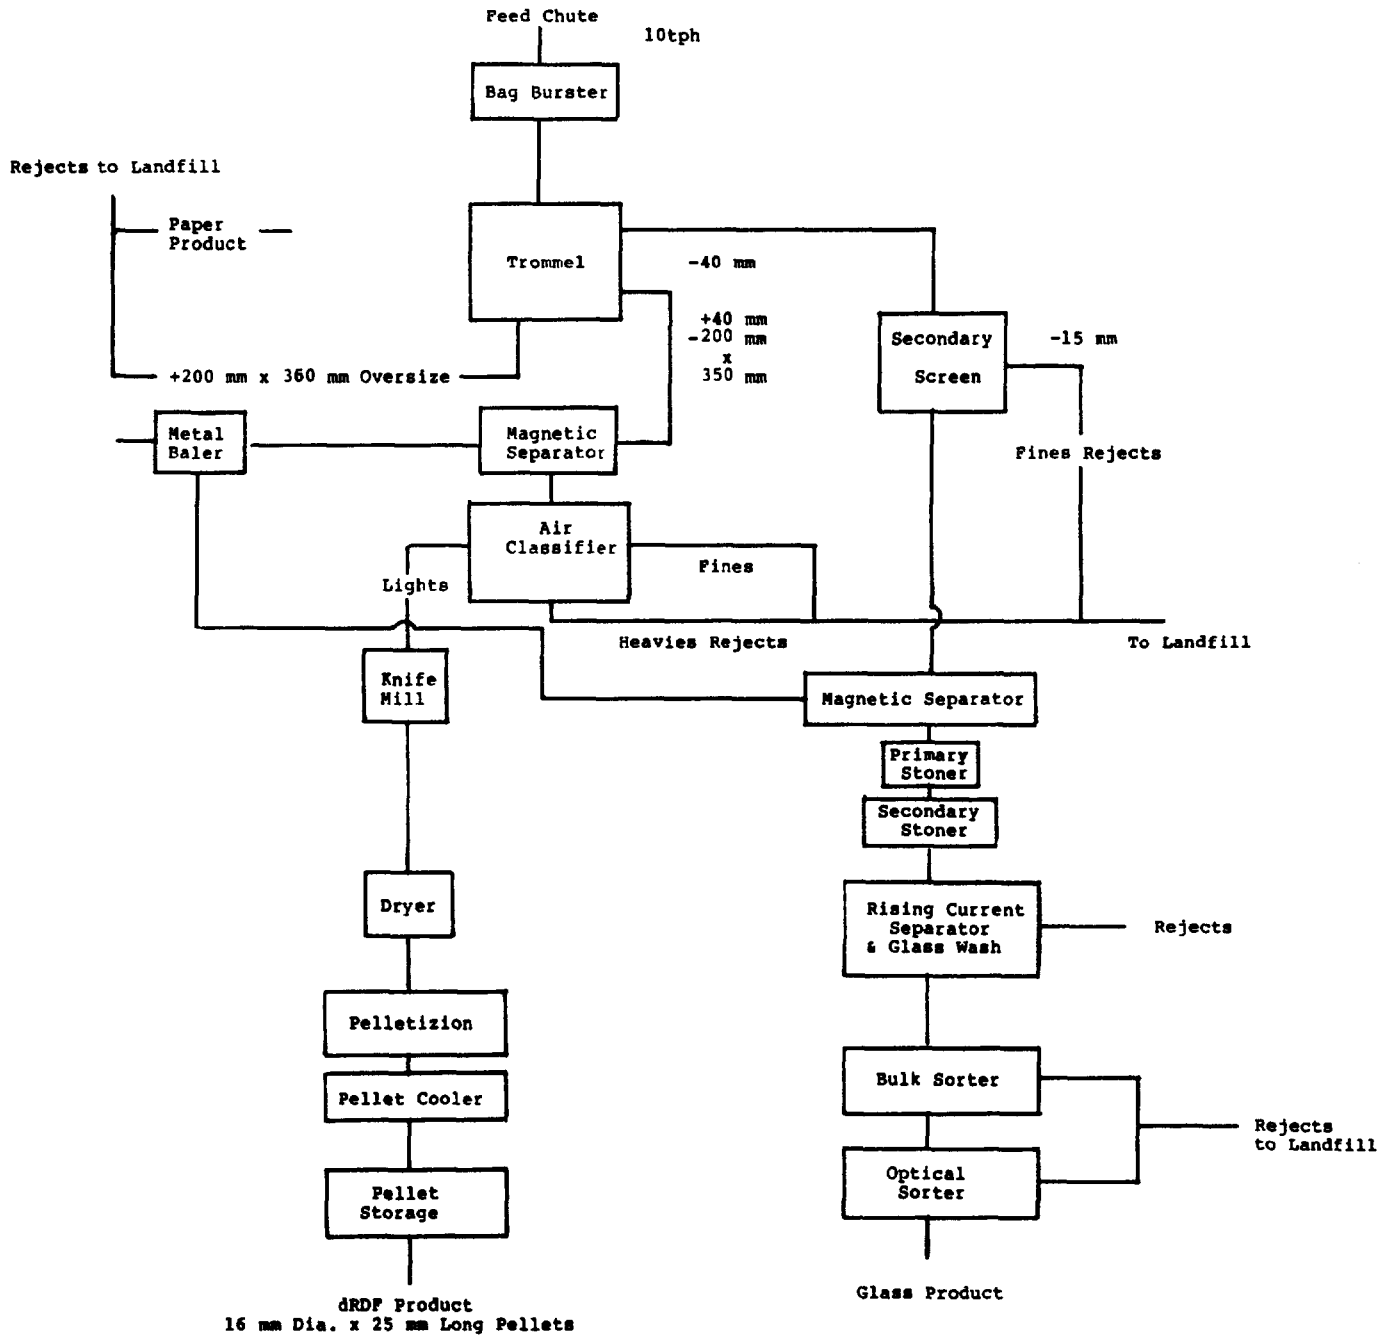 Feed Chute
10tph
Bag Burster
Rejects to Landfill
Paper
Product
Trommel
-40 mm
+40 mm
-200 mm
x
350 mm
Secondary
Screen
-15 mm
+200 mm x 360 mm Oversize
Metal
Baler
Magnetic
Separator
Fines Rejects
Air
Classifier
Fines
Lights
Heavies Rejects
To Landfill
Knife
Mill
Magnetic Separator
Primary
Stoner
Secondary
Stoner
Dryer
Rising Current
Separator
& Glass Wash
Rejects
Pelletizion
Pellet Cooler
Bulk Sorter
Rejects
to Landfill
Optical
Sorter
Pellet
Storage
Glass Product
dRDF Product
16 mm Dia. x 25 mm Long Pellets